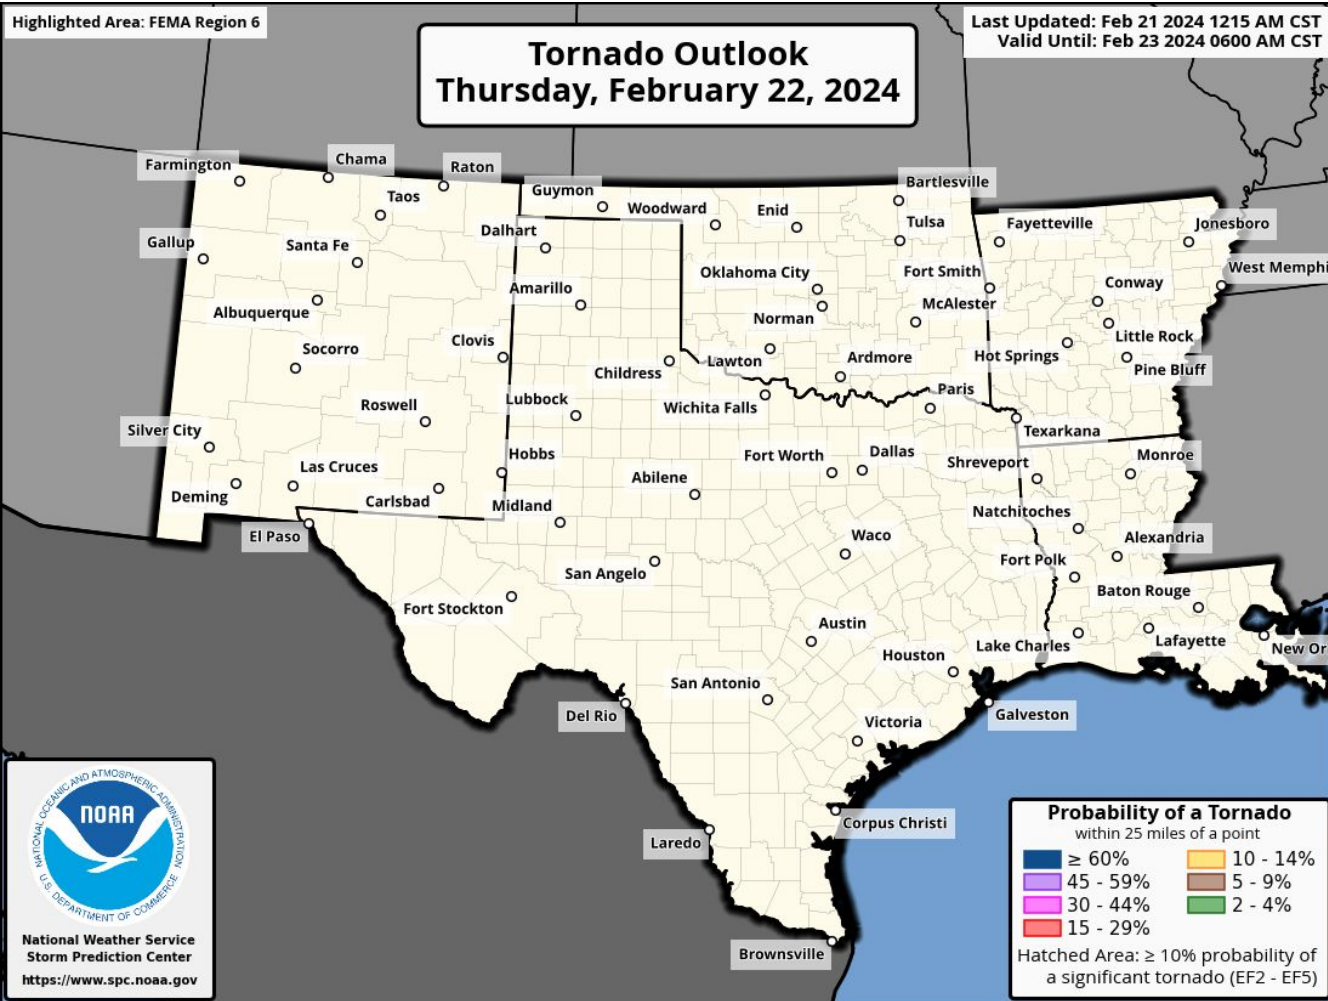 Highlighted Area: FEMA Region 6
Last Updated: Feb 21 2024 1215 AM CST
Valid Until: Feb 23 2024 0600 AM CST
Tornado Outlook
Thursday, February 22, 2024
Farmington
Chama
Raton
Taos
Guymon
Woodward
Enid
Bartlesville
Tulsa
Fayetteville
Jonesboro
Gallup
Santa Fe
Dalhart
Oklahoma City
Fort Smith
West Memphi
Conway
Albuquerque
Amarillo
Norman
McAlester
Little Rock
Socorro
Clovis
Childress
Lawton
Ardmore
Hot Springs
Pine Bluff
Roswell
Lubbock
Wichita Falls
Paris
Texarkana
Silver City
Las Cruces
Hobbs
Abilene
Fort Worth
Dallas
Shreveport
Monroe
Deming
Carlsbad
Midland
Natchitoches
El Paso
San Angelo
Waco
Fort Polk
Alexandria
Fort Stockton
Austin
Baton Rouge
Houston
Lake Charles
Lafayette
New Or
San Antonio
Del Rio
Victoria
Galveston
Laredo
Corpus Christi
Brownsville
NATIONAL OCEANIC AND ATMOSPHERIC ADMINISTRATION
NOAA
U.S. DEPARTMENT OF COMMERCE
National Weather Service
Storm Prediction Center
https://www.spc.noaa.gov
Probability of a Tornado
within 25 miles of a point
≥ 60%
10 - 14%
45 - 59%
5 - 9%
30 - 44%
2 - 4%
15 - 29%
Hatched Area: ≥ 10% probability of
a significant tornado (EF2 - EF5)